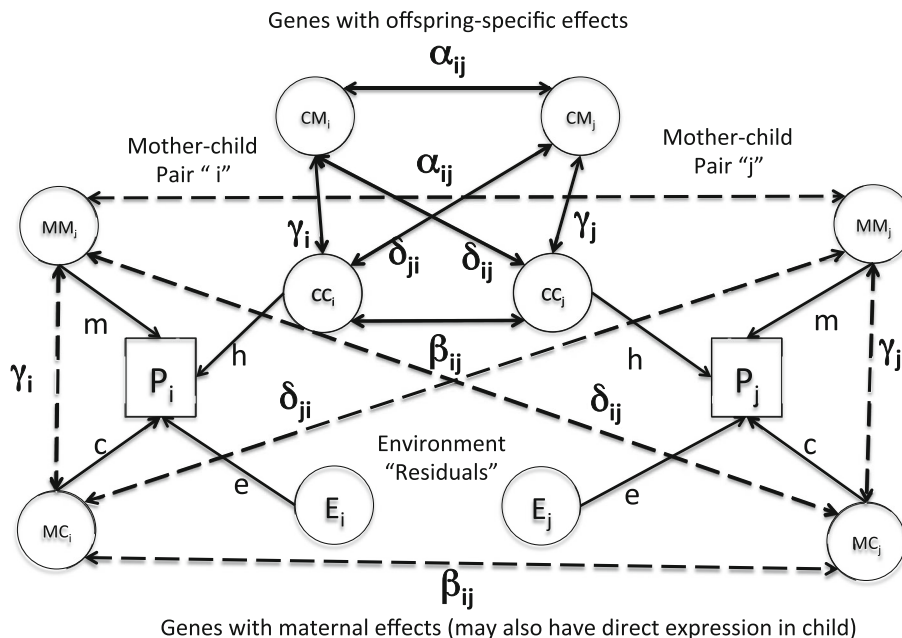 Genes with offspring-specific effects
αij
CMi
CMj
Mother-child
Pair “ i”
Mother-child
Pair “j”
αij
MMj
MMj
γi
δji
δij
γj
CCi
CCj
m
m
h
βij
h
γi
Pi
Pj
γj
δji
δij
c
Environment
“Residuals”
c
e
e
Ei
Ej
MCi
MCj
βij
Genes with maternal effects (may also have direct expression in child)